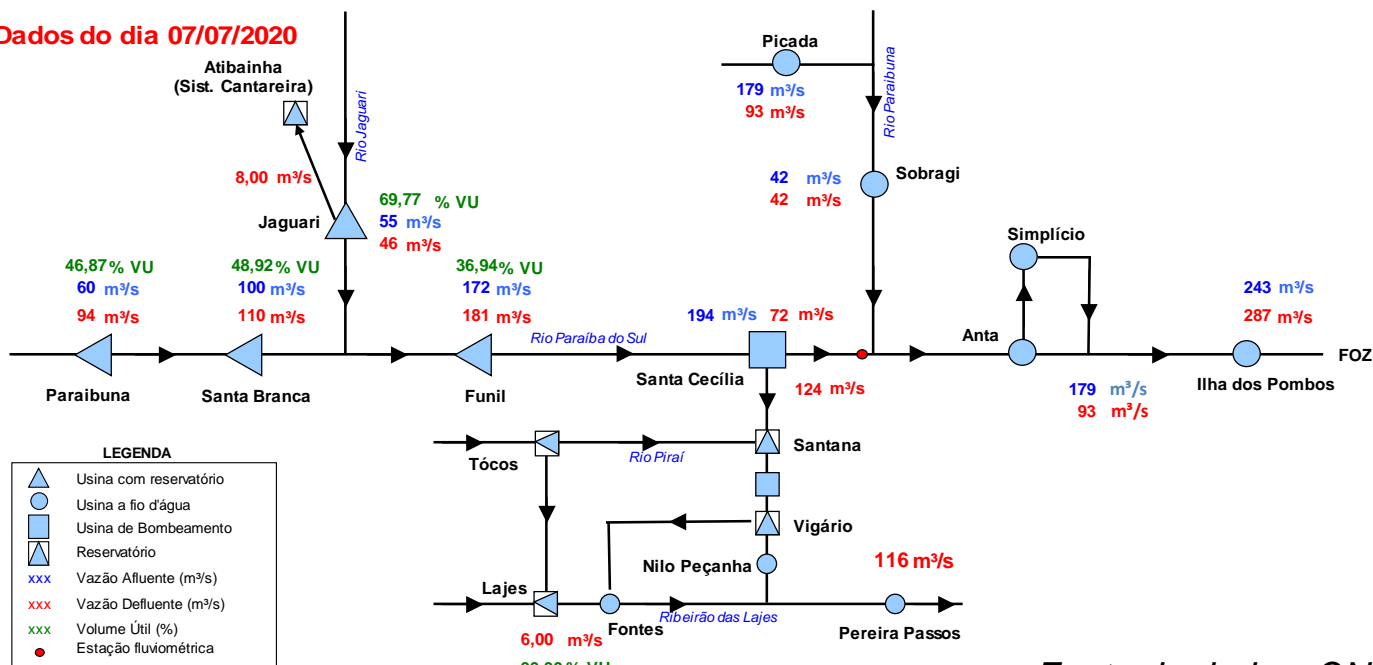 Dados do dia 07/07/2020
Picada
179 m³/s
93 m³/s
Rio Paraibuna
Atibainha
(Sist. Cantareira)
Rio Jaguari
8,00 m³/s
69,77 % VU
55 m³/s
46 m³/s
Jaguari
42 m³/s
42 m³/s
Sobragi
Simplício
46,87% VU
60 m³/s
94 m³/s
Paraibuna
48,92% VU
100 m³/s
110 m³/s
Santa Branca
36,94% VU
172 m³/s
181 m³/s
Funil
Rio Paraíba do Sul
194 m³/s 72 m³/s
Santa Cecília
124 m³/s
Anta
179 m³/s
93 m³/s
243 m³/s
287 m³/s
Ilha dos Pombos
FOZ
Tócos
Rio Piraí
Santana
Vigário
Nilo Peçanha
116 m³/s
Lajes
Fontes
Ribeirão das Lajes
Pereira Passos
6,00 m³/s
LEGENDA
Usina com reservatório
Usina a fio d'água
Usina de Bombeamento
Reservatório
xxx Vazão Afluente (m³/s)
xxx Vazão Defluente (m³/s)
xxx Volume Útil (%)
Estação fluviométrica